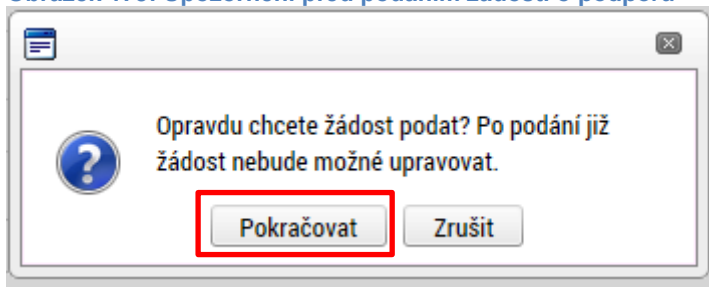 Opravdu chcete žádost podat? Po podání již
žádost nebude možné upravovat.
Pokračovat Zrušit